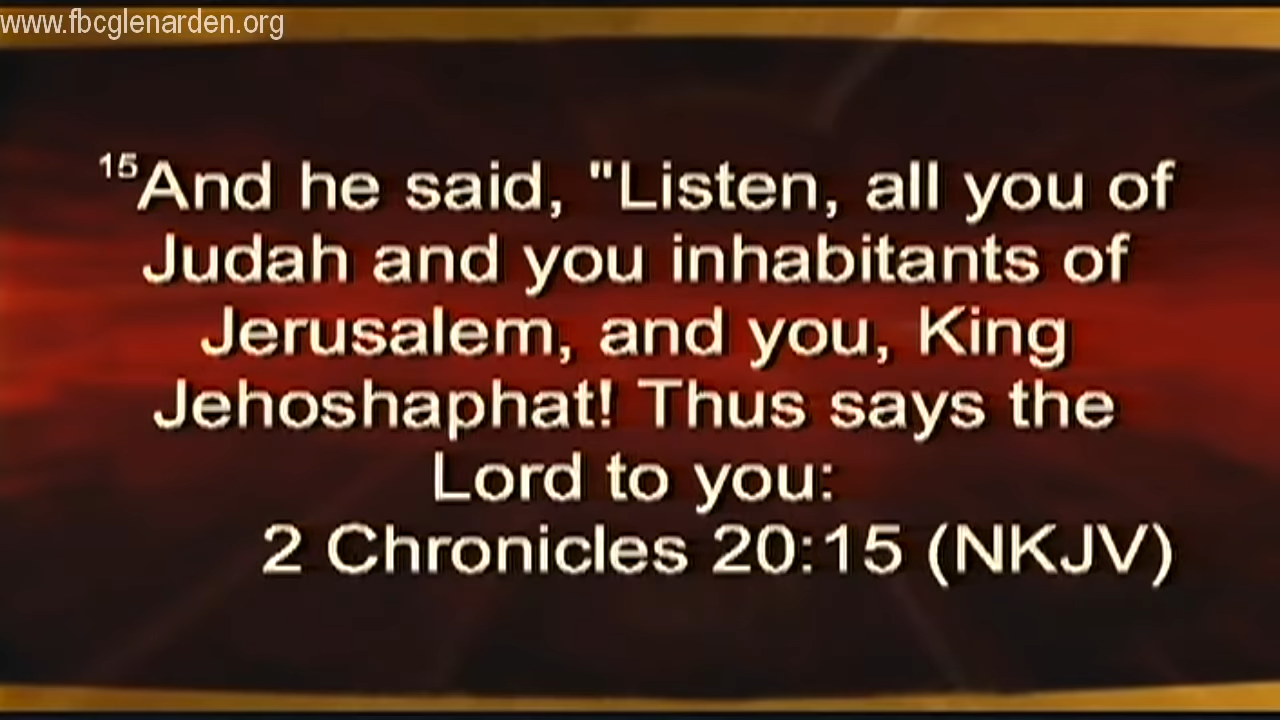 www.fbcglenarden.org
15And he said, "Listen, all you of
Judah and you inhabitants of
Jerusalem, and you, King
Jehoshaphat! Thus says the
Lord to you:
2 Chronicles 20:15 (NKJV)